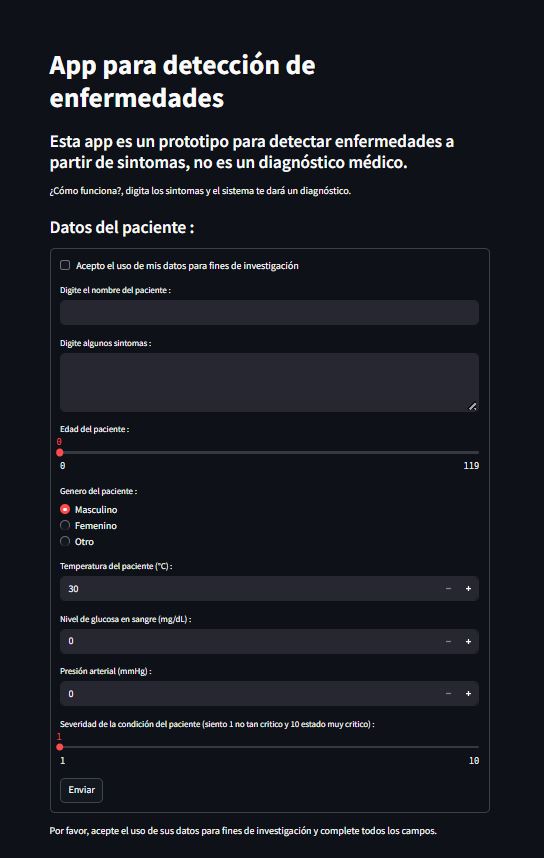 App para detección de
enfermedades
Esta app es un prototipo para detectar enfermedades a
partir de sintomas, no es un diagnóstico médico.
¿Cómo funciona?, digita los sintomas y el sistema te dará un diagnóstico.
Datos del paciente :
Acepto el uso de mis datos para fines de investigación
Digite el nombre del paciente :
Digite algunos sintomas :
Edad del paciente :
0
0 119
Genero del paciente :
Masculino
Femenino
Otro
Temperatura del paciente (°C) :
30 − +
Nivel de glucosa en sangre (mg/dL) :
0 − +
Presión arterial (mmHg) :
0 − +
Severidad de la condición del paciente (siento 1 no tan critico y 10 estado muy critico) :
1
1 10
Enviar
Por favor, acepte el uso de sus datos para fines de investigación y complete todos los campos.